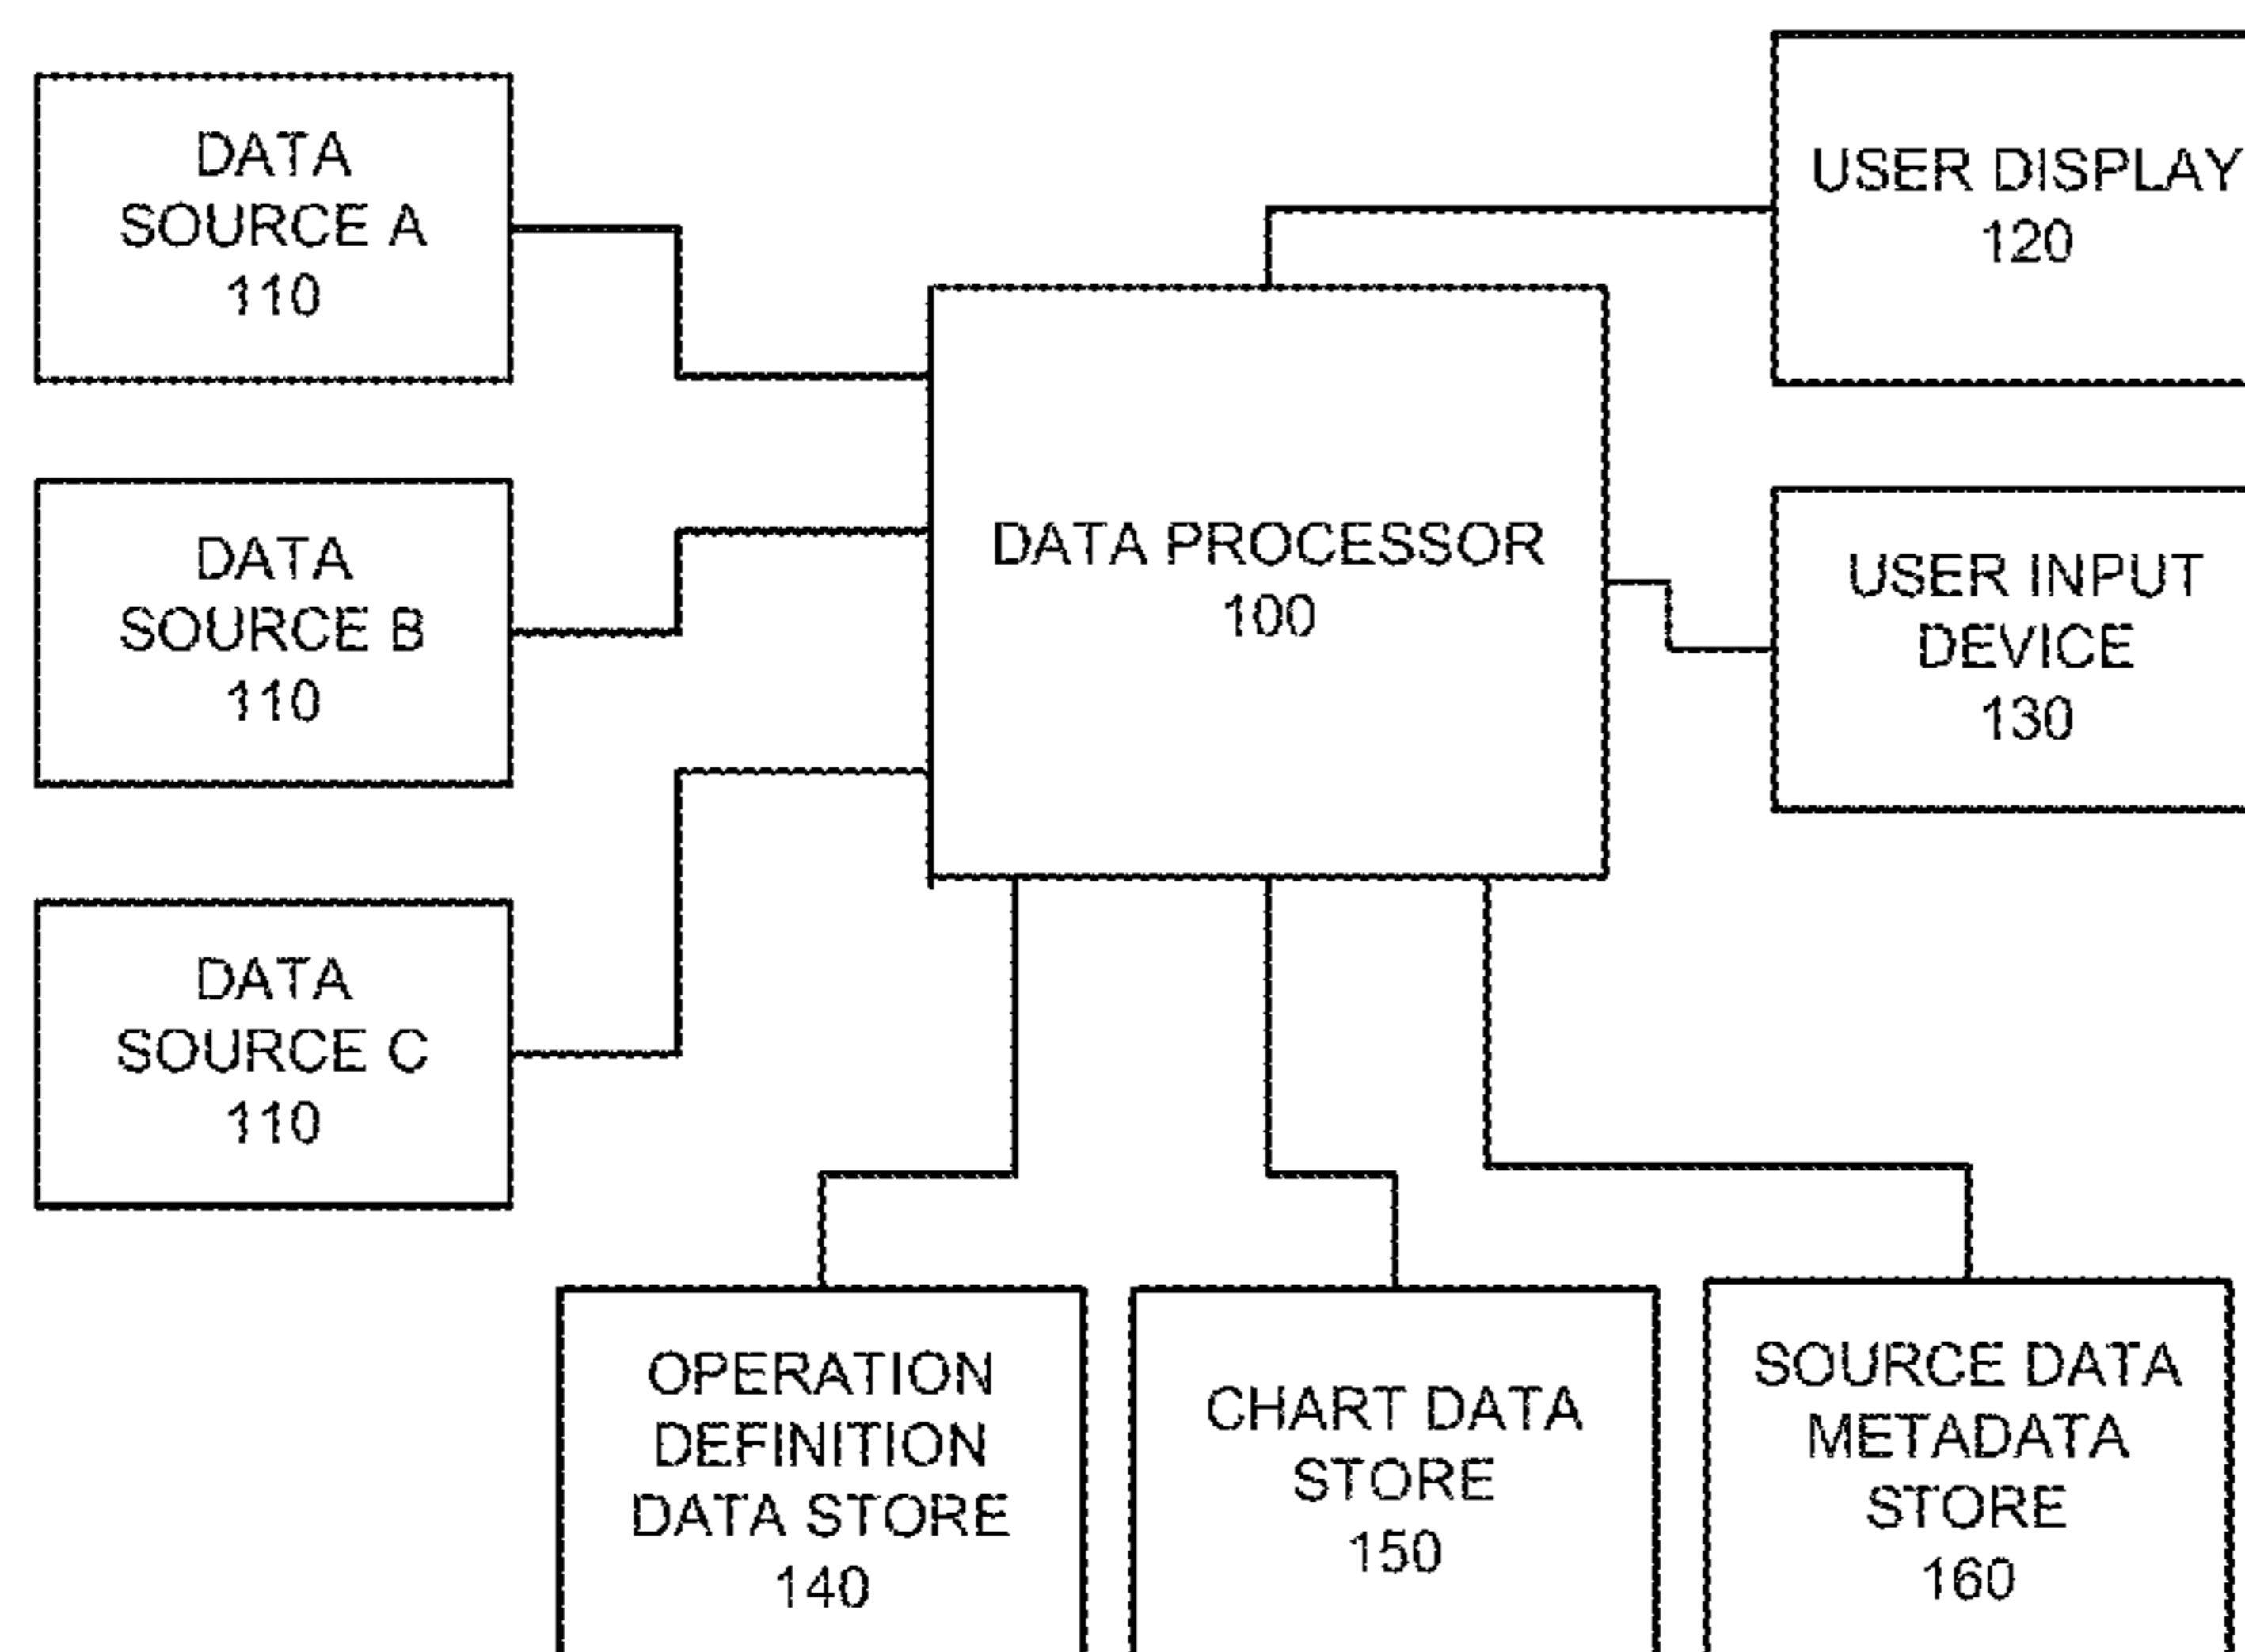 DATA
SOURCE A
110
USER DISPLAY
120
DATA
SOURCE B
110
DATA PROCESSOR
100
USER INPUT
DEVICE
130
DATA
SOURCE C
110
OPERATION
DEFINITION
DATA STORE
140
CHART DATA
STORE
150
SOURCE DATA
METADATA
STORE
160